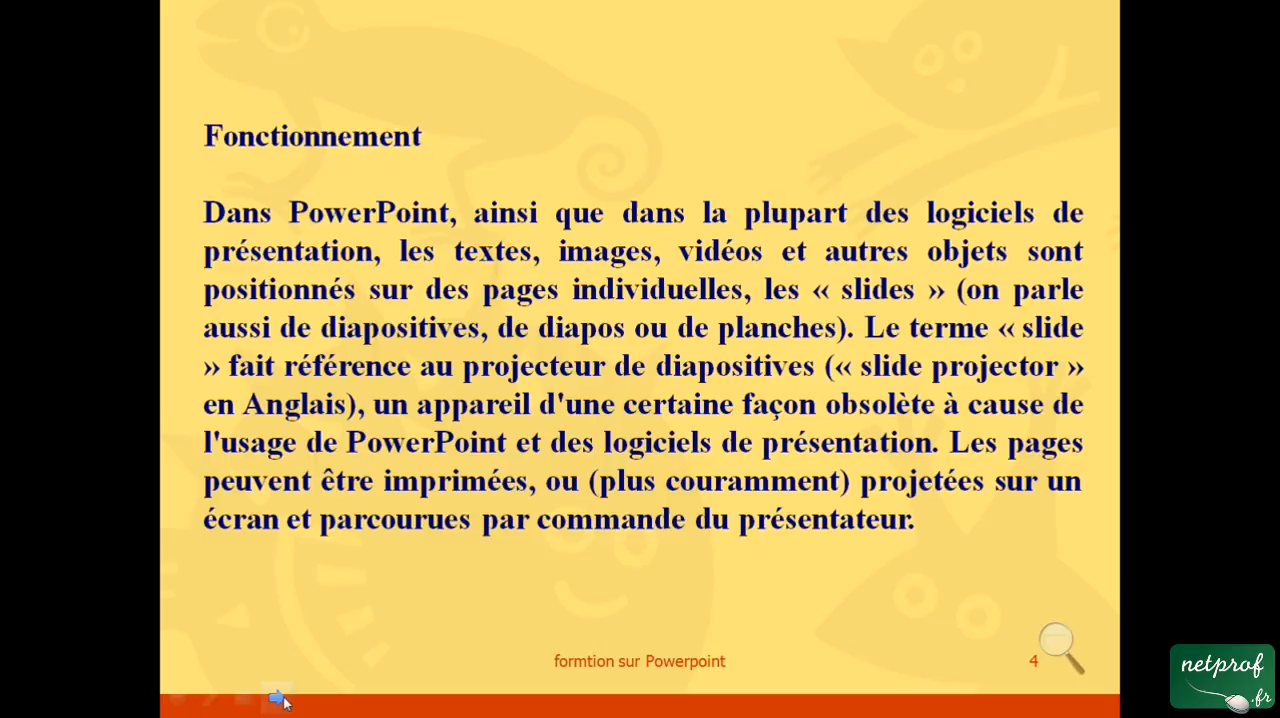 Fonctionnement
Dans PowerPoint, ainsi que dans la plupart des logiciels de
présentation, les textes, images, vidéos et autres objets sont
positionnés sur des pages individuelles, les « slides » (on parle
aussi de diapositives, de diapos ou de planches). Le terme « slide
» fait référence au projecteur de diapositives (« slide projector »
en Anglais), un appareil d'une certaine façon obsolète à cause de
l'usage de PowerPoint et des logiciels de présentation. Les pages
peuvent être imprimées, ou (plus couramment) projetées sur un
écran et parcourues par commande du présentateur.
formtion sur Powerpoint
4
netprof
.fr